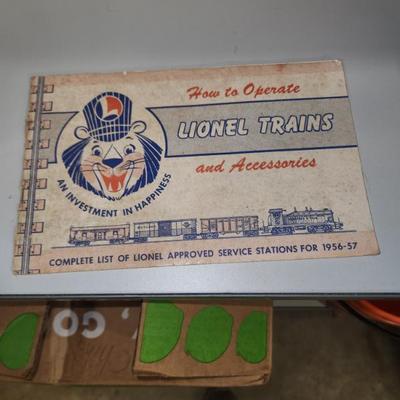 How to Operate
L
LIONEL TRAINS
and Accessories
AN INVESTMENT IN HAPPINESS
COMPLETE LIST OF LIONEL APPROVED SERVICE STATIONS FOR 1956-57
GO